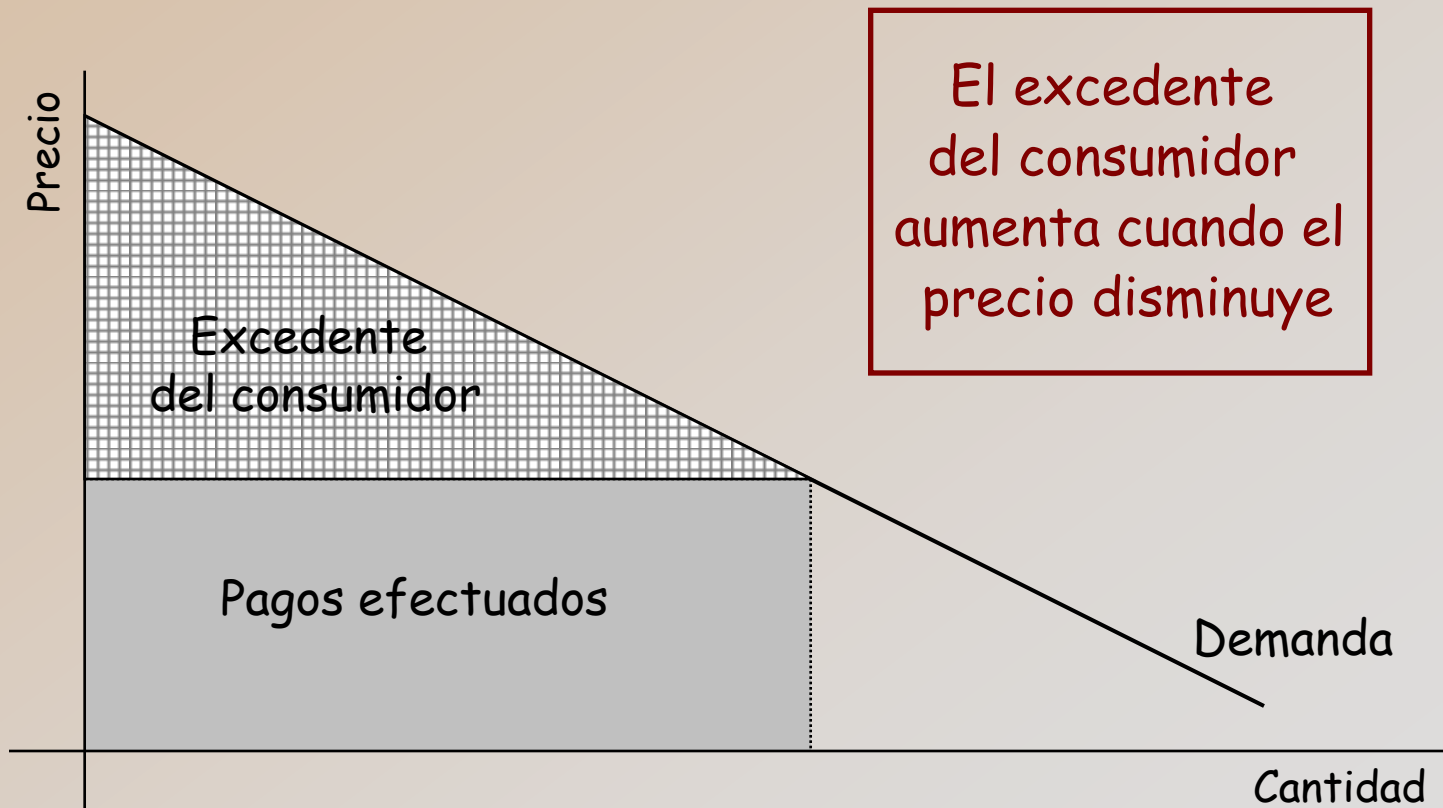 Precio
El excedente
del consumidor
aumenta cuando el
precio disminuye
Excedente
del consumidor
Pagos efectuados
Demanda
Cantidad